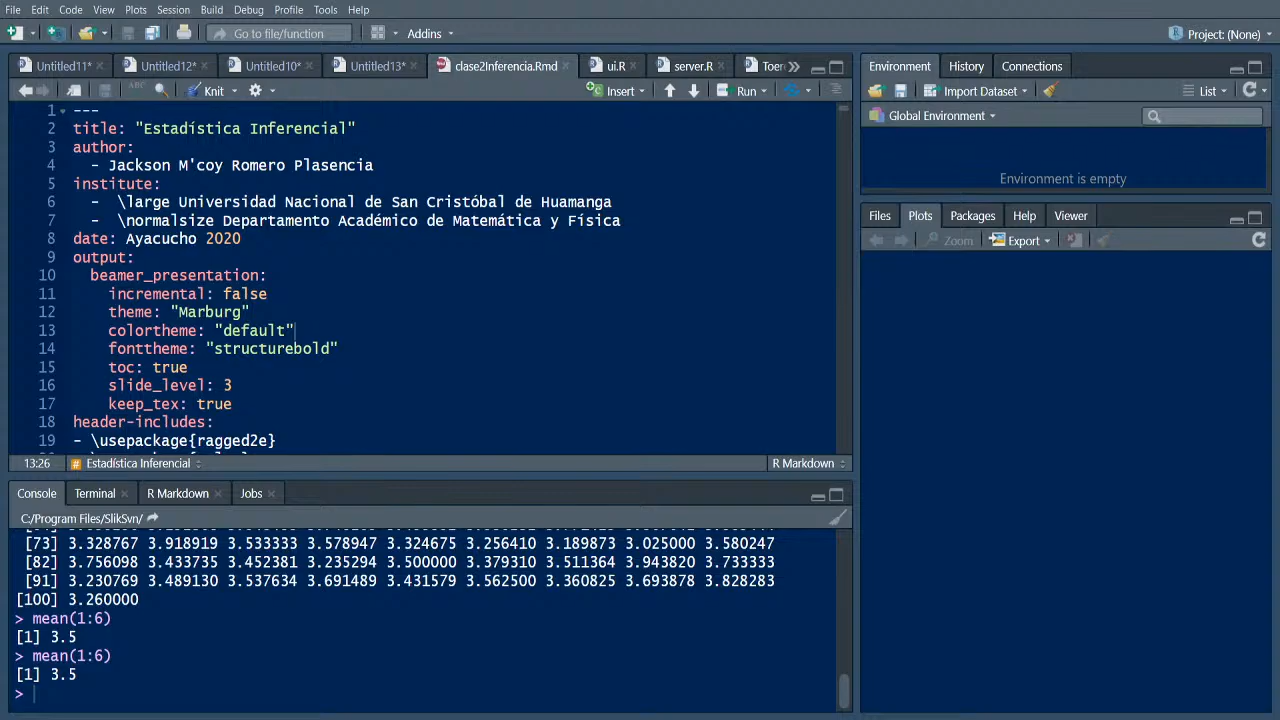 File Edit Code View Plots Session Build Debug Profile Tools Help
Go to file/function Addins Project: (None)
Untitled11* Untitled12* Untitled10* Untitled13* clase2Inferencia.Rmd ui.R server.R Toer
ABC Knit Insert Run
1 ---
2 title: "Estadística Inferencial"
3 author:
4 - Jackson M'coy Romero Plasencia
5 institute:
6 - \large Universidad Nacional de San Cristóbal de Huamanga
7 - \normalsize Departamento Académico de Matemática y Física
8 date: Ayacucho 2020
9 output:
10 beamer_presentation:
11 incremental: false
12 theme: "Marburg"
13 colortheme: "default"
14 fonttheme: "structurebold"
15 toc: true
16 slide_level: 3
17 keep_tex: true
18 header-includes:
19 - \usepackage{ragged2e}
13:26 # Estadística Inferencial R Markdown
Console Terminal R Markdown Jobs
C:/Program Files/SlikSvn/
[73] 3.328767 3.918919 3.533333 3.578947 3.324675 3.256410 3.189873 3.025000 3.580247
[82] 3.756098 3.433735 3.452381 3.235294 3.500000 3.379310 3.511364 3.943820 3.733333
[91] 3.230769 3.489130 3.537634 3.691489 3.431579 3.562500 3.360825 3.693878 3.828283
[100] 3.260000
> mean(1:6)
[1] 3.5
> mean(1:6)
[1] 3.5
>
Environment History Connections
Import Dataset List
Global Environment
Environment is empty
Files Plots Packages Help Viewer
Zoom Export